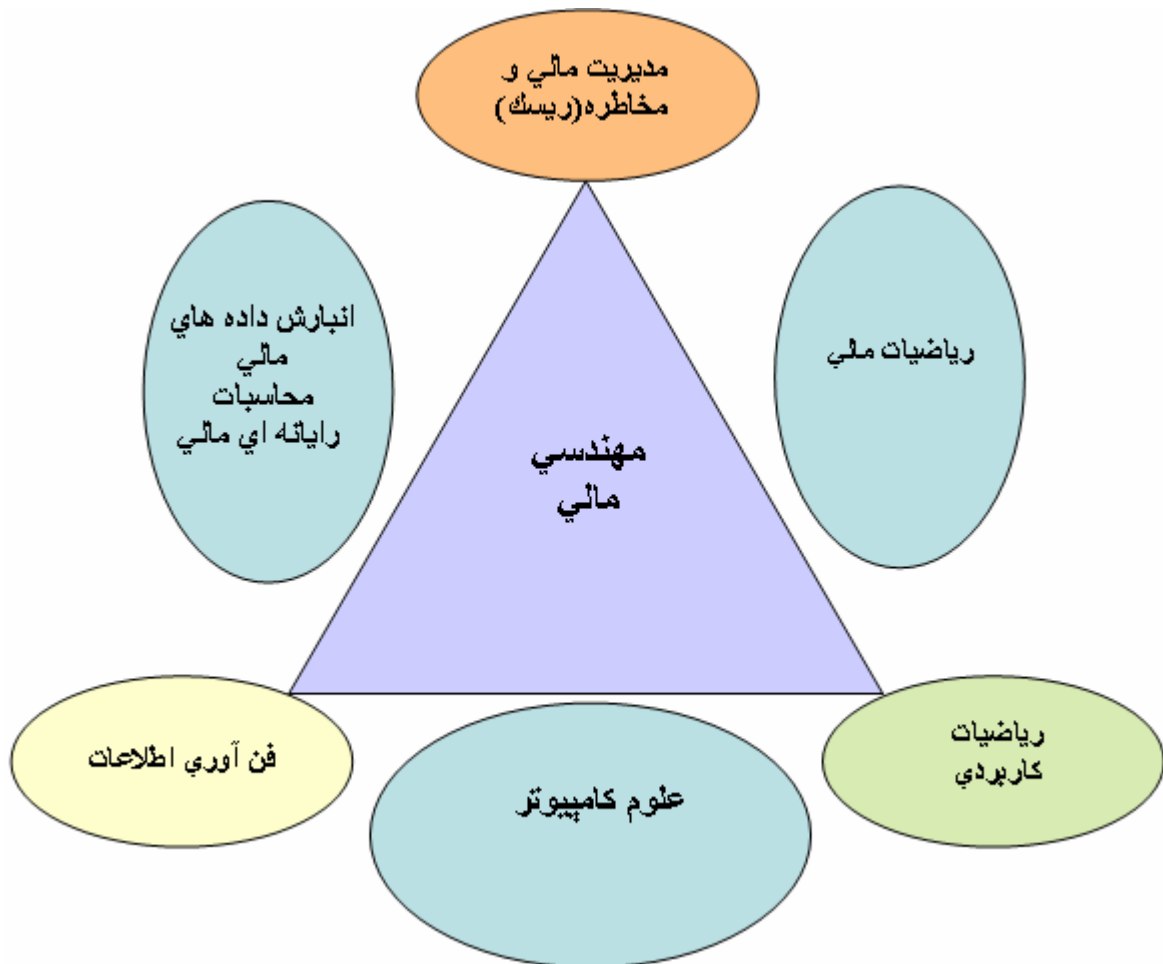 مديريت مالي و
مخاطره(ريسك)
رياضيات مالي
انبارش داده هاي
مالي
محاسبات
رايانه اي مالي
مهندسي
مالي
رياضيات
كاربردي
علوم كامپيوتر
فن آوري اطلاعات